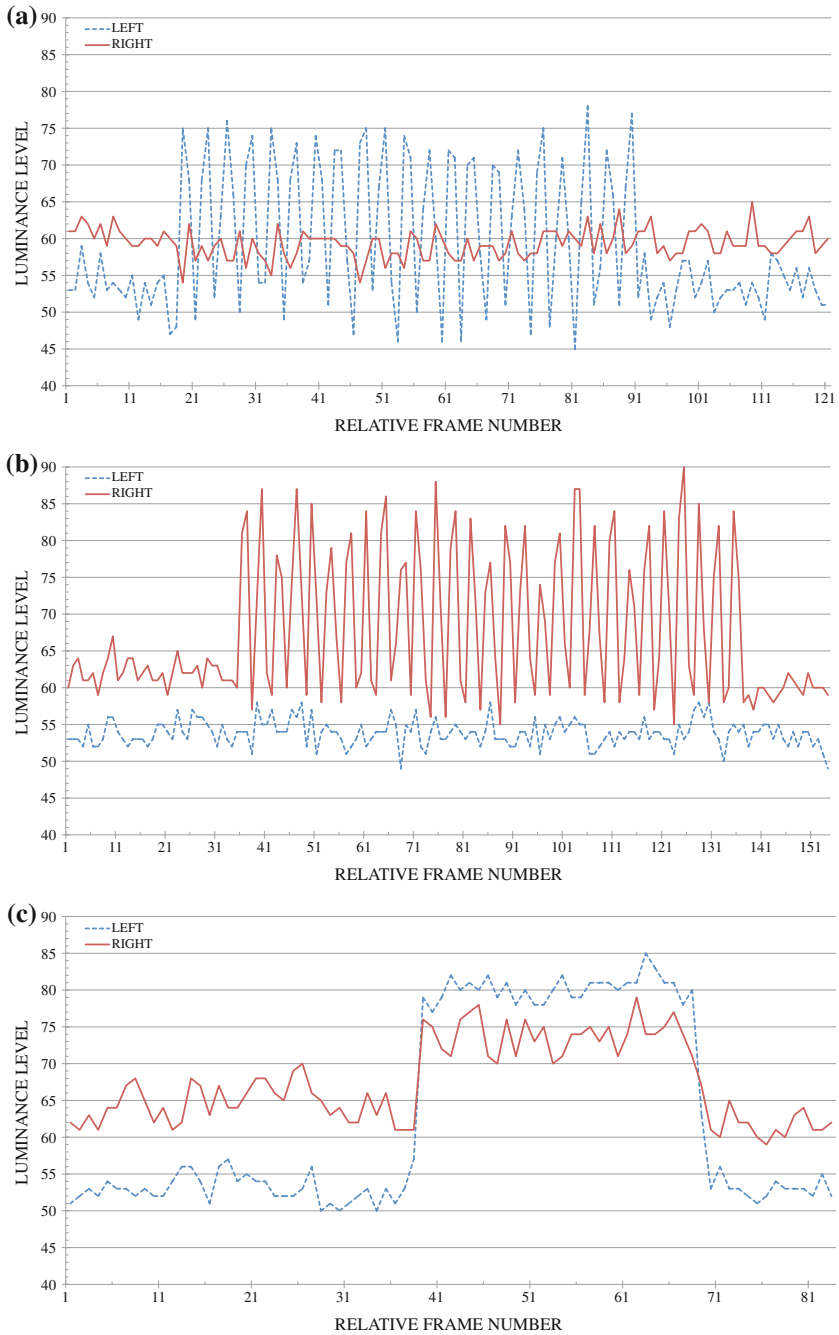 (a)
90
85
80
75
70
65
60
55
50
45
40
LUMINANCE LEVEL
LEFT
RIGHT
1 11 21 31 41 51 61 71 81 91 101 111 121
RELATIVE FRAME NUMBER
(b)
90
85
80
75
70
65
60
55
50
45
40
LUMINANCE LEVEL
LEFT
RIGHT
1 11 21 31 41 51 61 71 81 91 101 111 121 131 141 151
RELATIVE FRAME NUMBER
(c)
90
85
80
75
70
65
60
55
50
45
40
LUMINANCE LEVEL
LEFT
RIGHT
1 11 21 31 41 51 61 71 81
RELATIVE FRAME NUMBER